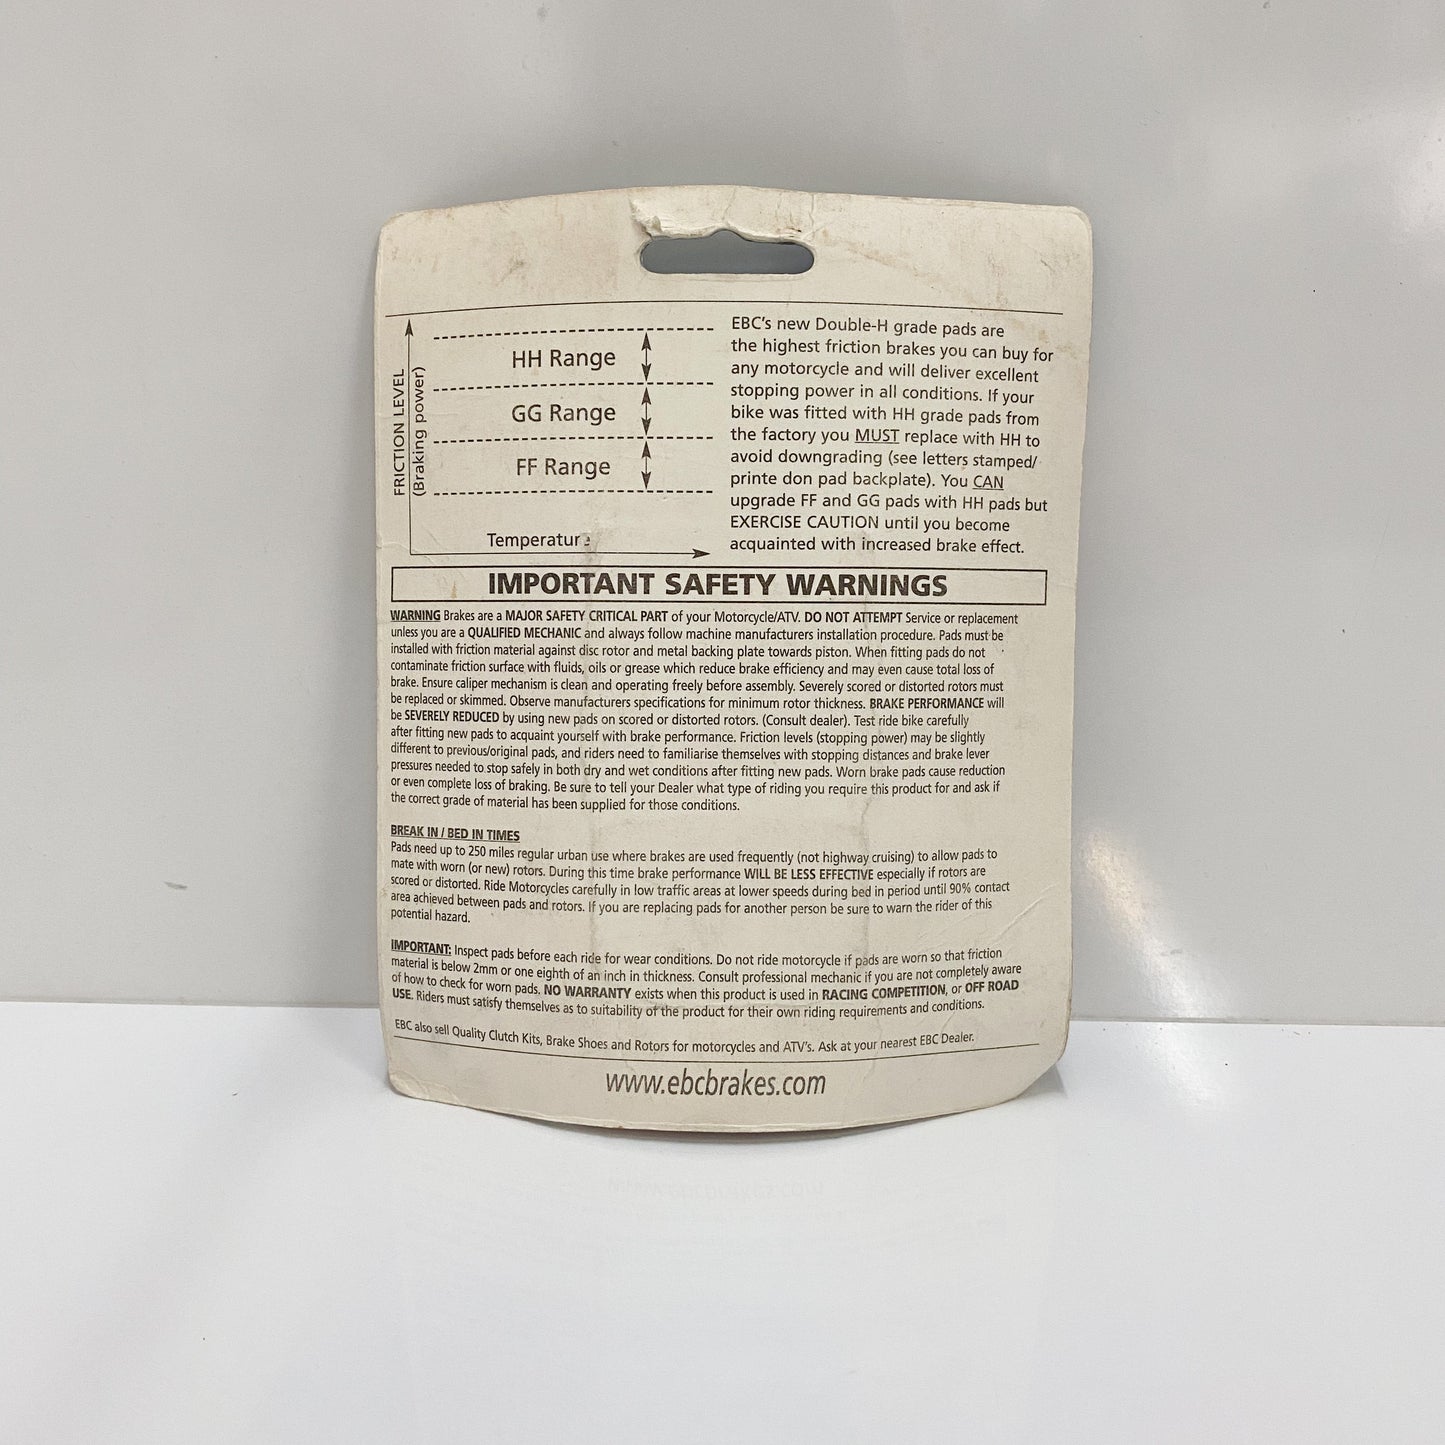 FRICTION LEVEL
(Braking power)
HH Range
GG Range
FF Range
Temperature
EBC's new Double-H grade pads are
the highest friction brakes you can buy for
any motorcycle and will deliver excellent
stopping power in all conditions. If your
bike was fitted with HH grade pads from
the factory you MUST replace with HH to
avoid downgrading (see letters stamped/
printe don pad backplate). You CAN
upgrade FF and GG pads with HH pads but
EXERCISE CAUTION until you become
acquainted with increased brake effect.
IMPORTANT SAFETY WARNINGS
WARNING Brakes are a MAJOR SAFETY CRITICAL PART of your Motorcycle/ATV. DO NOT ATTEMPT Service or replacement
unless you are a QUALIFIED MECHANIC and always follow machine manufacturers installation procedure. Pads must be
installed with friction material against disc rotor and metal backing plate towards piston. When fitting pads do not
contaminate friction surface with fluids, oils or grease which reduce brake efficiency and may even cause total loss of
brake. Ensure caliper mechanism is clean and operating freely before assembly. Severely scored or distorted rotors must
be replaced or skimmed. Observe manufacturers specifications for minimum rotor thickness. BRAKE PERFORMANCE will
be SEVERELY REDUCED by using new pads on scored or distorted rotors. (Consult dealer). Test ride bike carefully
after fitting new pads to acquaint yourself with brake performance. Friction levels (stopping power) may be slightly
different to previous/original pads, and riders need to familiarise themselves with stopping distances and brake lever
pressures needed to stop safely in both dry and wet conditions after fitting new pads. Worn brake pads cause reduction
or even complete loss of braking. Be sure to tell your Dealer what type of riding you require this product for and ask if
the correct grade of material has been supplied for those conditions.
BREAK IN / BED IN TIMES
Pads need up to 250 miles regular urban use where brakes are used frequently (not highway cruising) to allow pads to
mate with worn (or new) rotors. During this time brake performance WILL BE LESS EFFECTIVE especially if rotors are
scored or distorted. Ride Motorcycles carefully in low traffic areas at lower speeds during bed in period until 90% contact
area achieved between pads and rotors. If you are replacing pads for another person be sure to warn the rider of this
potential hazard.
IMPORTANT: Inspect pads before each ride for wear conditions. Do not ride motorcycle if pads are worn so that friction
material is below 2mm or one eighth of an inch in thickness. Consult professional mechanic if you are not completely aware
of how to check for worn pads. NO WARRANTY exists when this product is used in RACING COMPETITION, or OFF ROAD
USE. Riders must satisfy themselves as to suitability of the product for their own riding requirements and conditions.
EBC also sell Quality Clutch Kits, Brake Shoes and Rotors for motorcycles and ATV's. Ask at your nearest EBC Dealer.
www.ebcbrakes.com